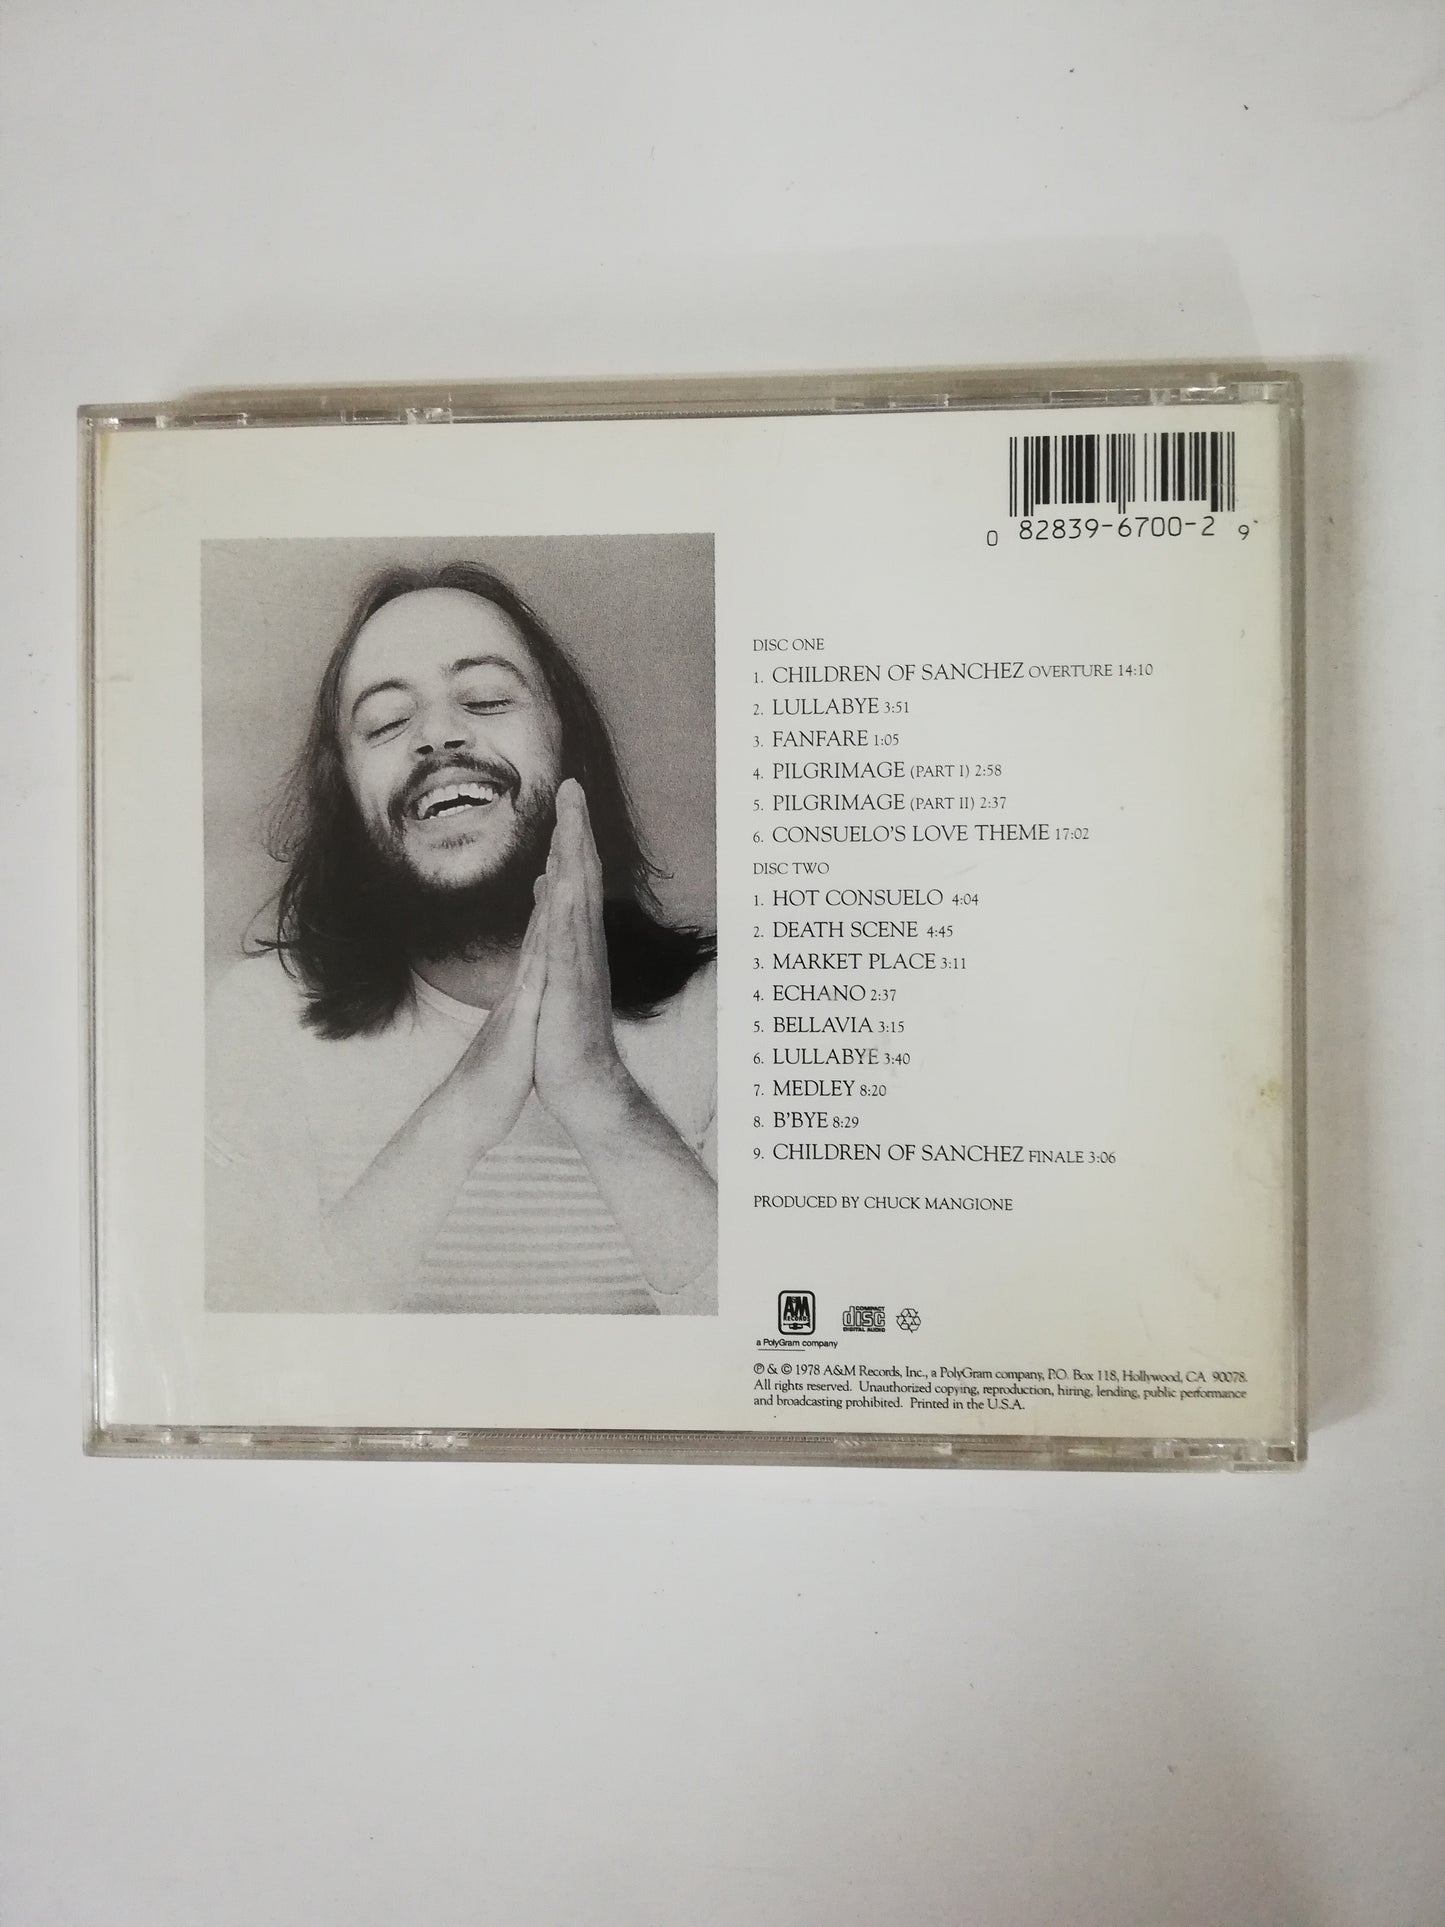 0 82839-6700-2 9
DISC ONE
1. CHILDREN OF SANCHEZ OVERTURE 14:10
2. LULLABYE 3:51
3. FANFARE 1:05
4. PILGRIMAGE (PART I) 2:58
5. PILGRIMAGE (PART II) 2:37
6. CONSUELO'S LOVE THEME 17:02
DISC TWO
1. HOT CONSUELO 4:04
2. DEATH SCENE 4:45
3. MARKET PLACE 3:11
4. ECHANO 2:37
5. BELLAVIA 3:15
6. LULLABYE 3:40
7. MEDLEY 8:20
8. B'BYE 8:29
9. CHILDREN OF SANCHEZ FINALE 3:06
PRODUCED BY CHUCK MANGIONE
A&M
RECORDS
COMPACT
disc
DIGITAL AUDIO
a PolyGram company
℗ & © 1978 A&M Records, Inc., a PolyGram company, P.O. Box 118, Hollywood, CA 90078.
All rights reserved. Unauthorized copying, reproduction, hiring, lending, public performance
and broadcasting prohibited. Printed in the U.S.A.